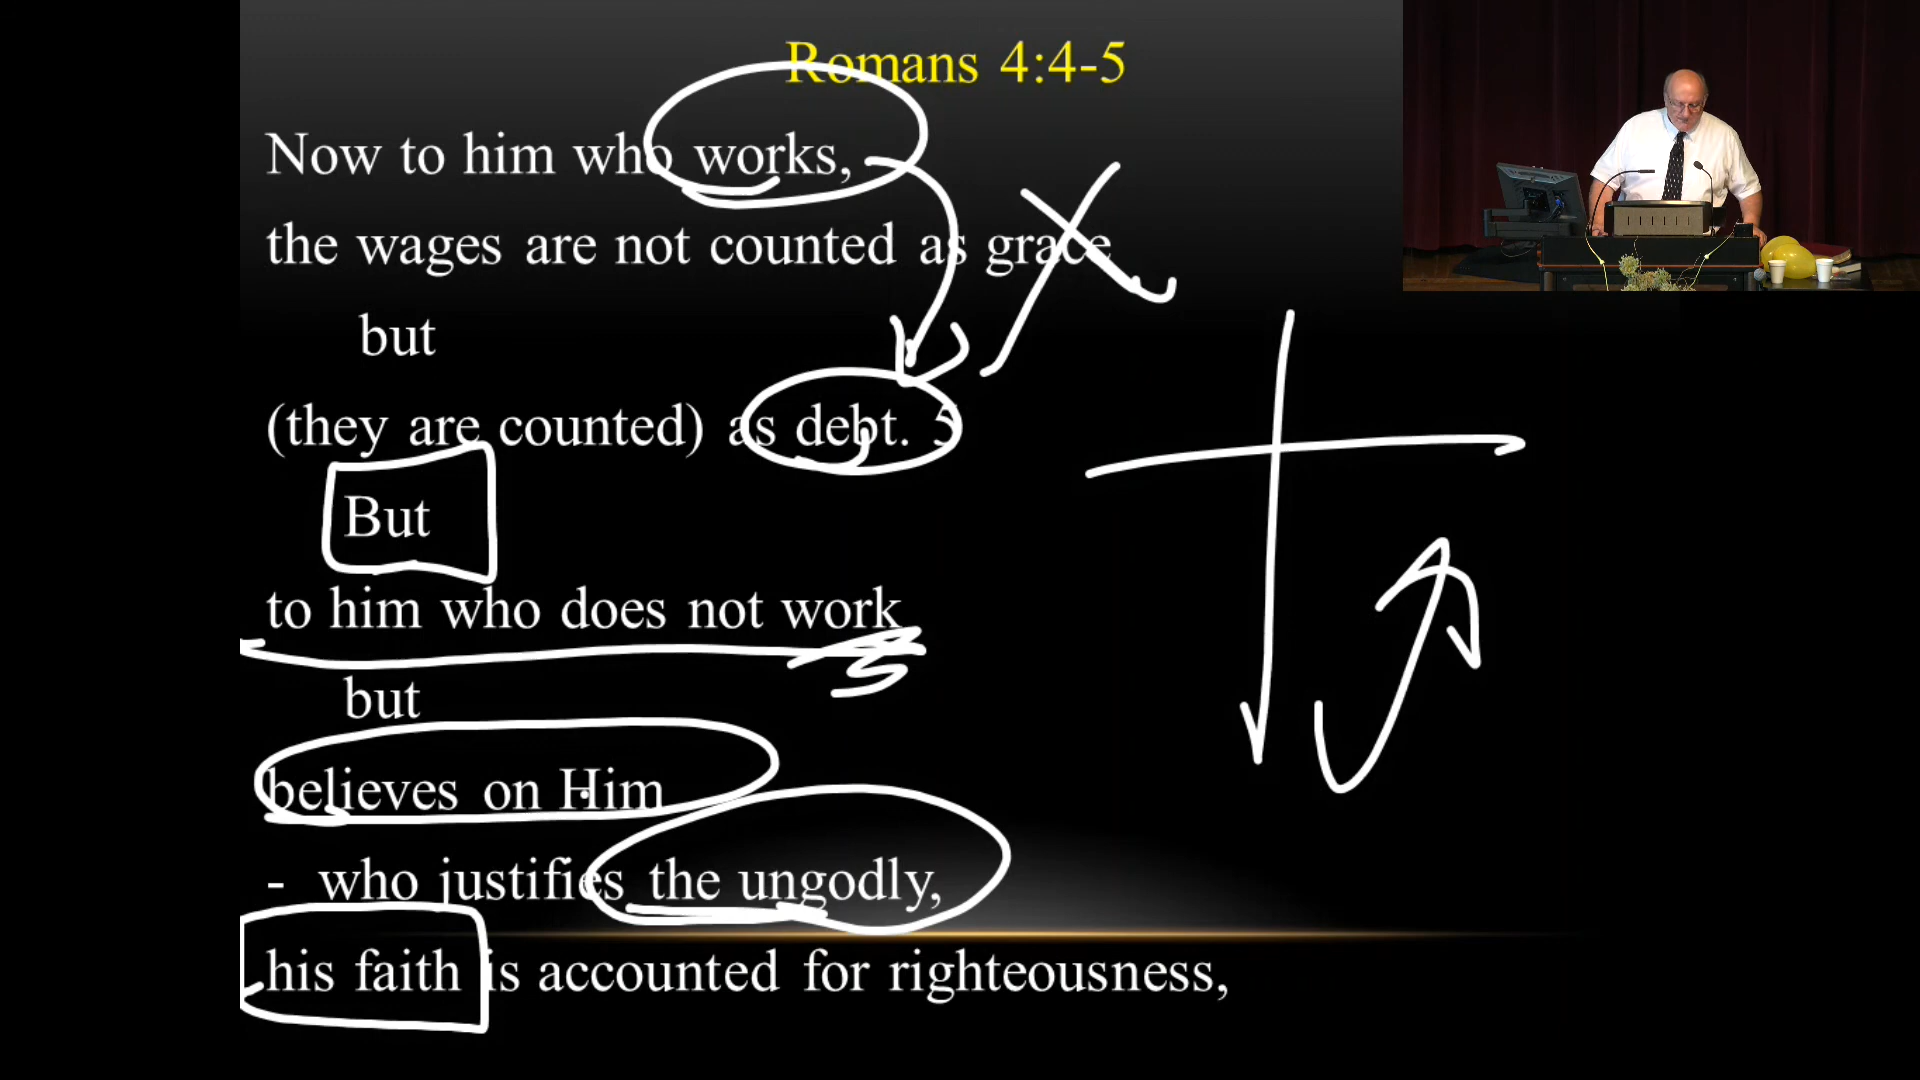 Romans 4:4-5
Now to him who works,
the wages are not counted as grace
but
(they are counted) as debt. 5
But
to him who does not work
but
believes on Him
- who justifies the ungodly,
his faith is accounted for righteousness,